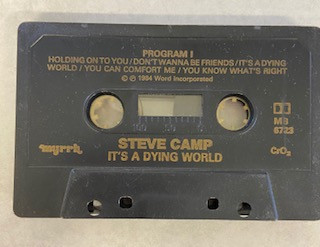 PROGRAM I
HOLDING ON TO YOU / DON'T WANNA BE FRIENDS / IT'S A DYING
WORLD / YOU CAN COMFORT ME / YOU KNOW WHAT'S RIGHT
© ℗ 1984 Word Incorporated
MB
6723
myrrh
STEVE CAMP
CrO₂
IT'S A DYING WORLD